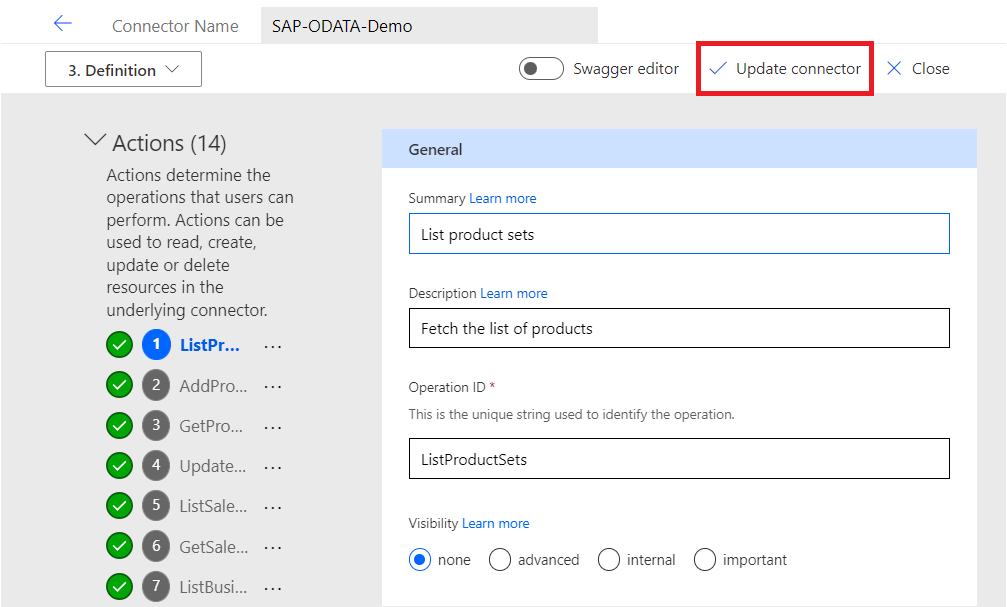 Connector Name SAP-ODATA-Demo
3. Definition Swagger editor Update connector Close
Actions (14)
Actions determine the
operations that users can
perform. Actions can be
used to read, create,
update or delete
resources in the
underlying connector.
1 ListPr... ...
2 AddPro... ...
3 GetPro... ...
4 Update... ...
5 ListSale... ...
6 GetSale... ...
7 ListBusi... ...
General
Summary Learn more
List product sets
Description Learn more
Fetch the list of products
Operation ID *
This is the unique string used to identify the operation.
ListProductSets
Visibility Learn more
none advanced internal important